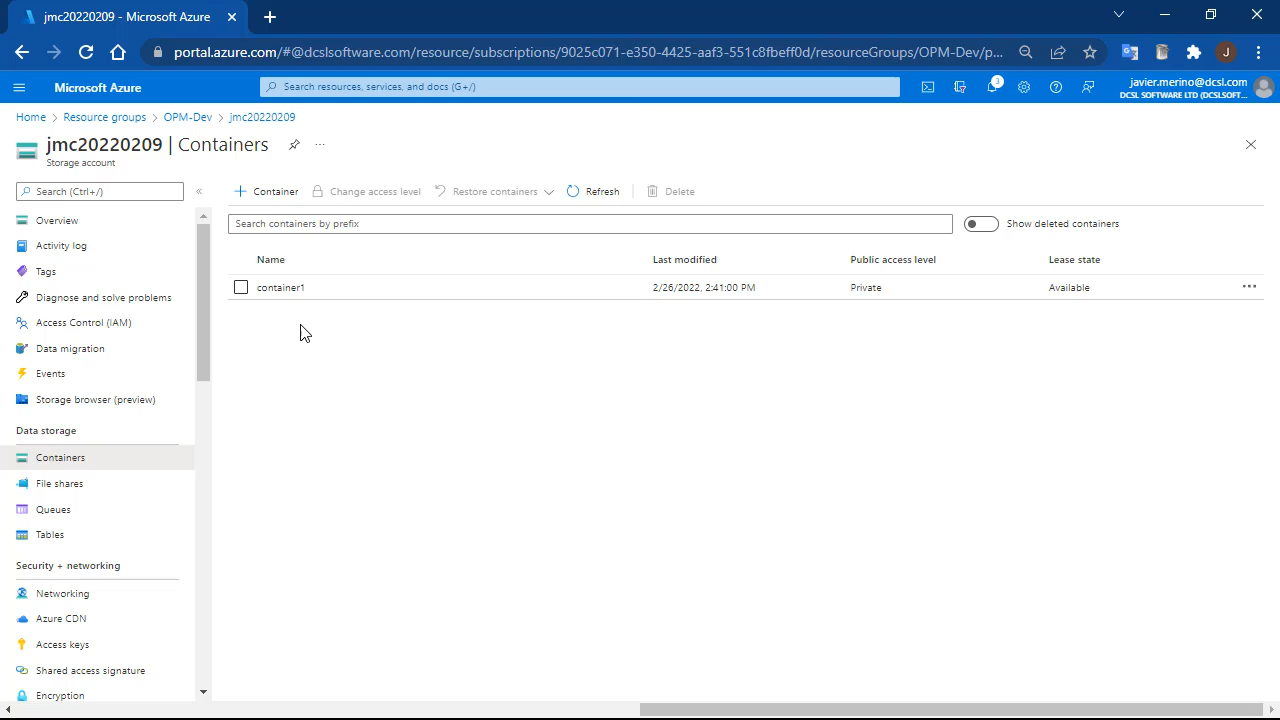 jmc20220209 - Microsoft Azure
portal.azure.com/#@dcslsoftware.com/resource/subscriptions/9025c071-e350-4425-aaf3-551c8fbeff0d/resourceGroups/OPM-Dev/p...
J
Microsoft Azure
Search resources, services, and docs (G+/)
3
javier.merino@dcsl.com
DCSL SOFTWARE LTD (DCSLSOFT...
Home > Resource groups > OPM-Dev > jmc20220209
jmc20220209 | Containers
Storage account
Search (Ctrl+/)
Overview
Activity log
Tags
Diagnose and solve problems
Access Control (IAM)
Data migration
Events
Storage browser (preview)
Data storage
Containers
File shares
Queues
Tables
Security + networking
Networking
Azure CDN
Access keys
Shared access signature
Encryption
+ Container Change access level Restore containers Refresh Delete
Search containers by prefix
Show deleted containers
Name Last modified Public access level Lease state
container1 2/26/2022, 2:41:00 PM Private Available